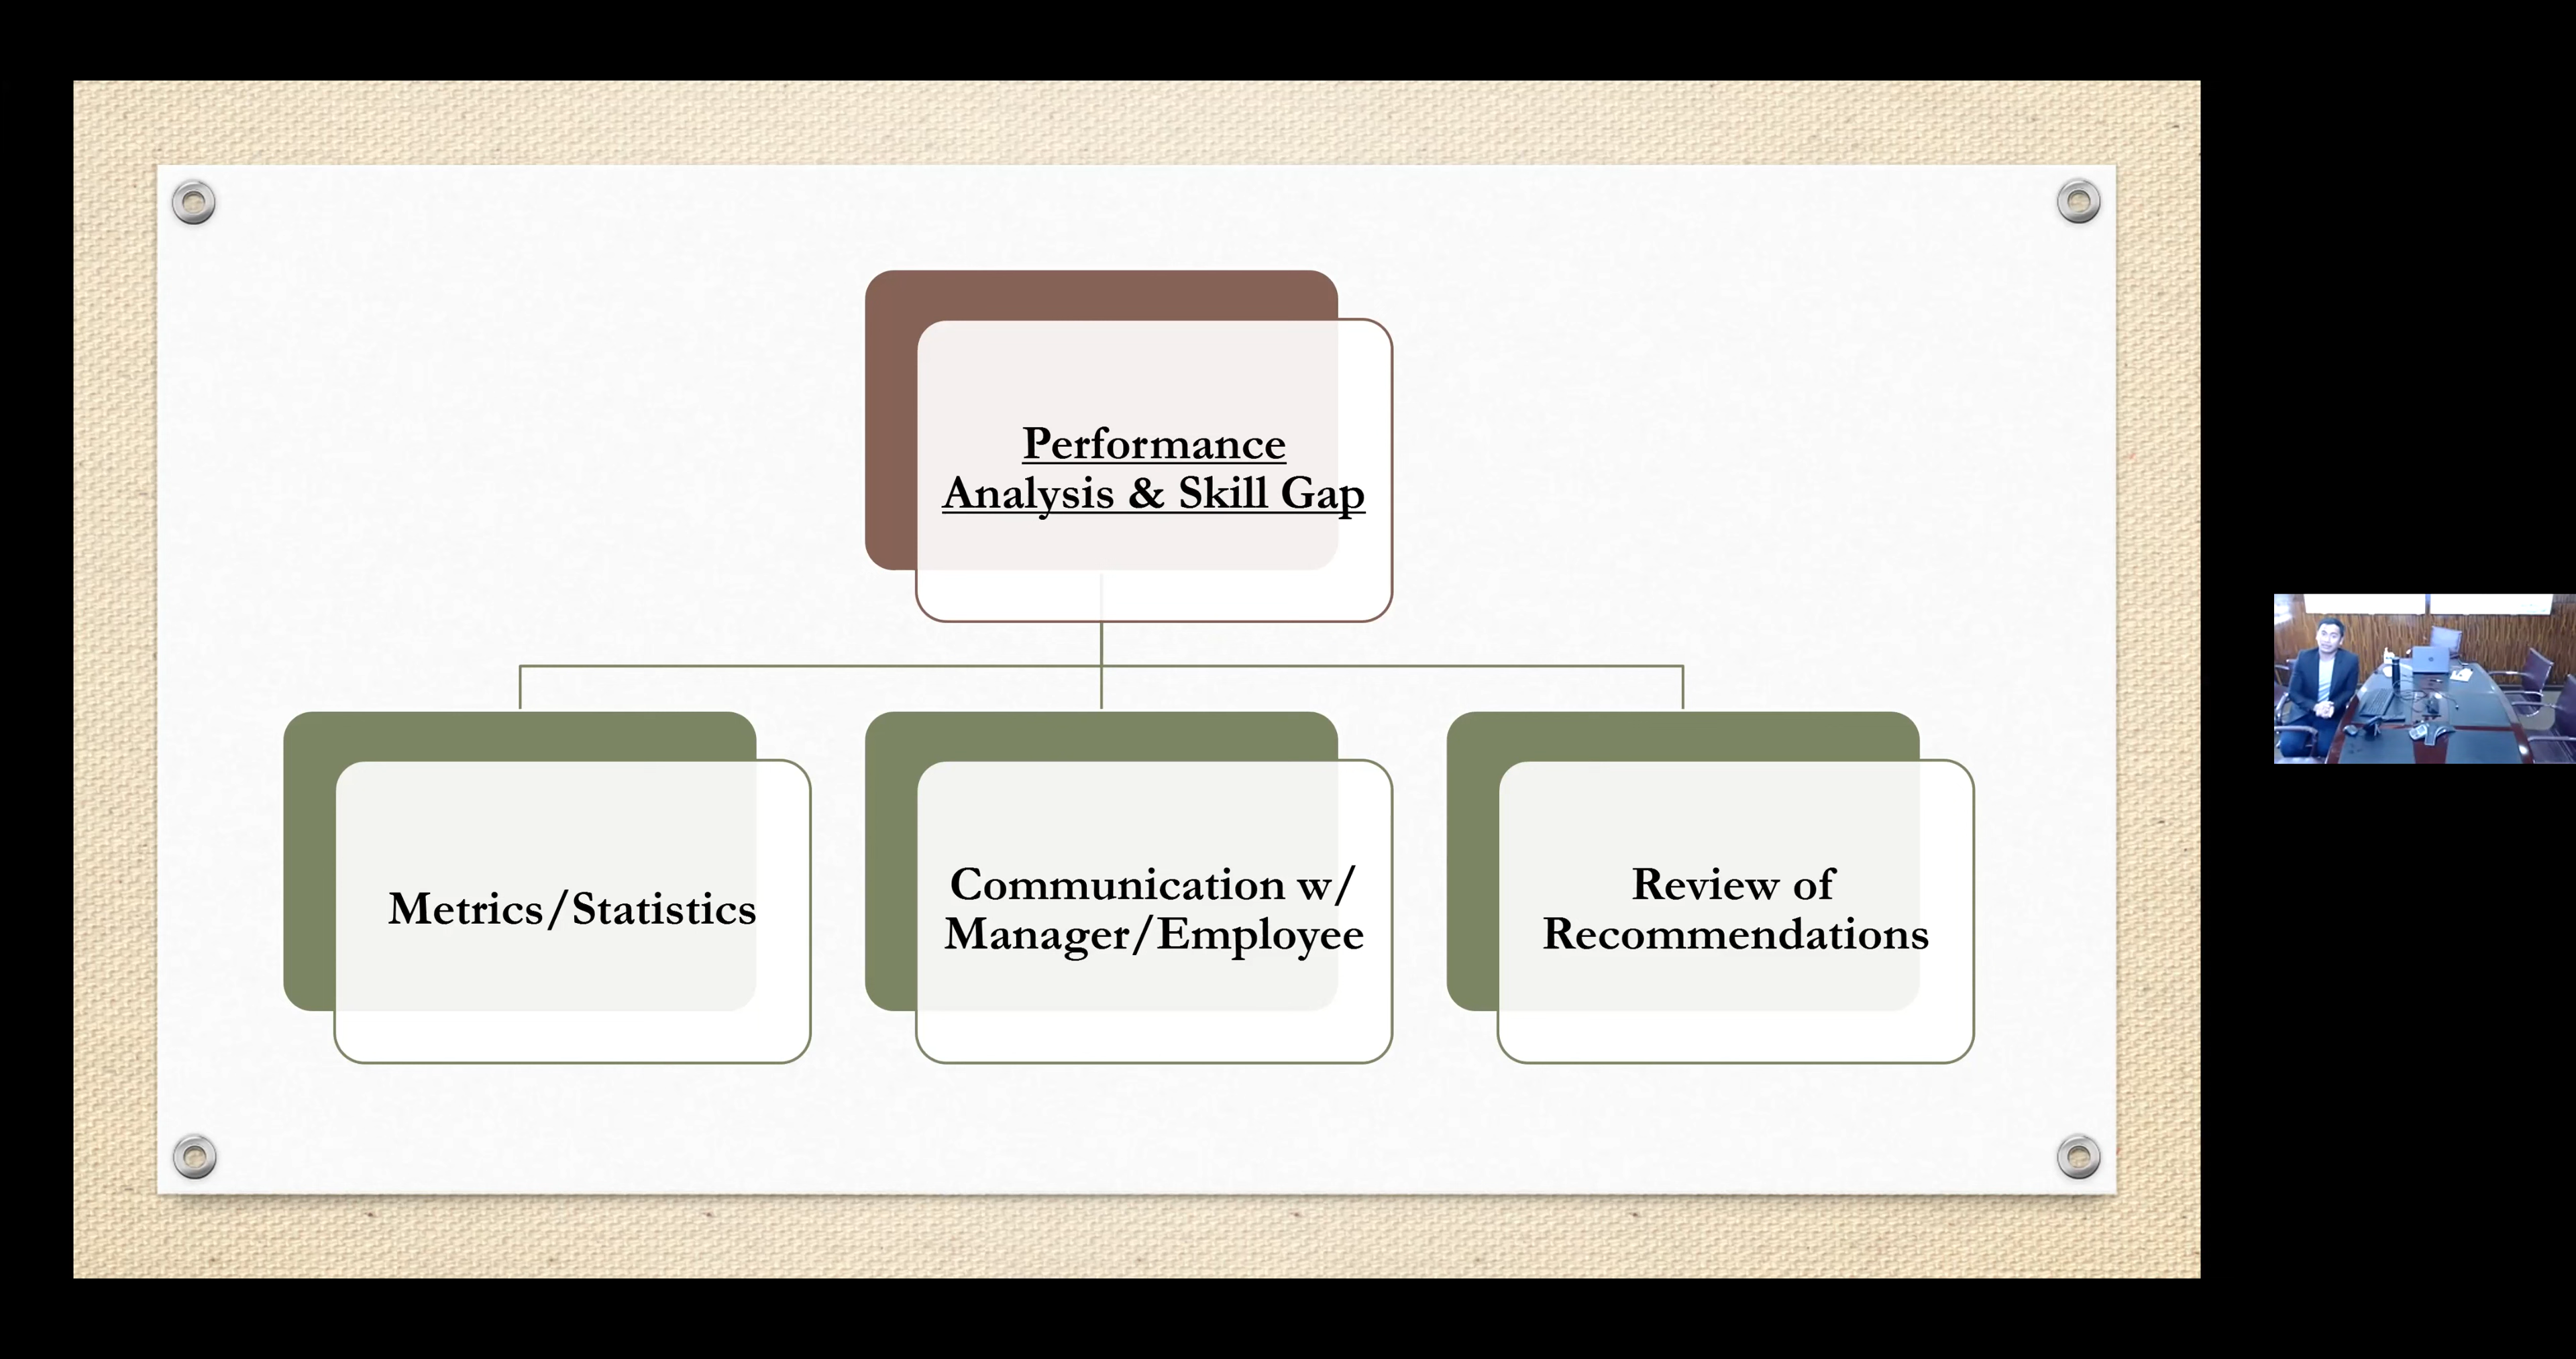 Performance
Analysis & Skill Gap
Metrics/Statistics
Communication w/
Manager/Employee
Review of
Recommendations